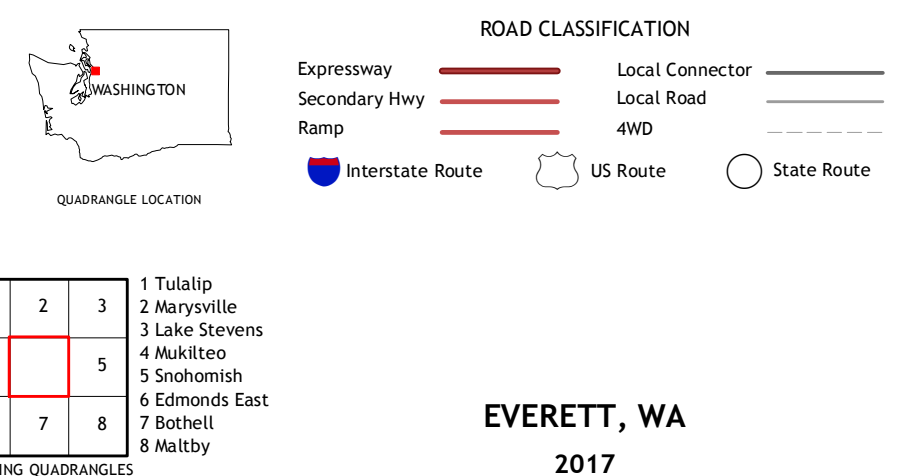 ROAD CLASSIFICATION
Expressway
Secondary Hwy
Ramp
Local Connector
Local Road
4WD
Interstate Route
US Route
State Route
WASHINGTON
QUADRANGLE LOCATION
2 3
5
7 8
1 Tulalip
2 Marysville
3 Lake Stevens
4 Mukilteo
5 Snohomish
6 Edmonds East
7 Bothell
8 Maltby
QUADRANGLES
EVERETT, WA
2017